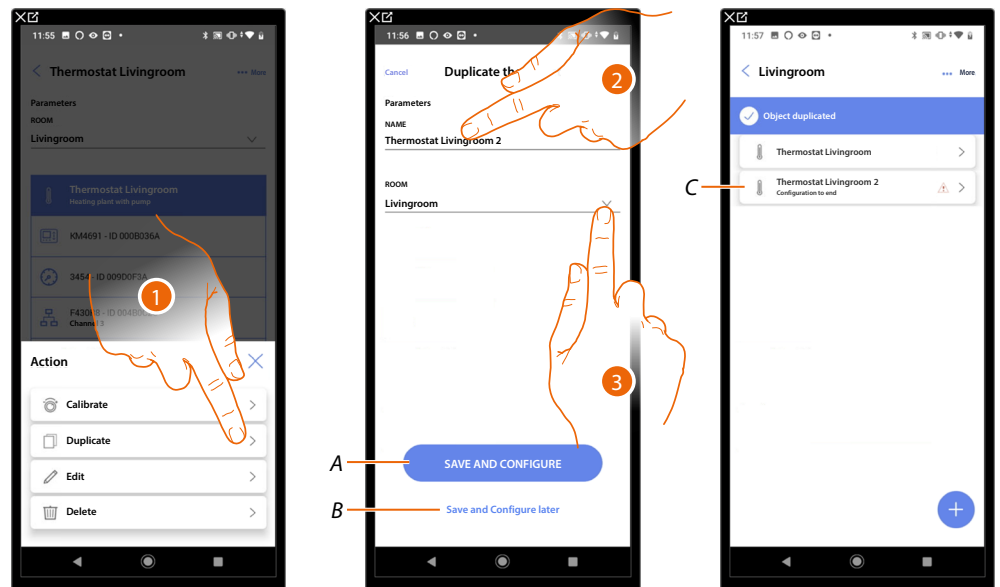 11:55
Thermostat Livingroom
More
Parameters
ROOM
Livingroom
Thermostat Livingroom
Heating plant with pump
KM4691 - ID 000B036A
3454 - ID 009D0F3A
Channel 3
1
Action
Calibrate
Duplicate
Edit
Delete
11:56
Cancel
Duplicate th
2
Parameters
NAME
Thermostat Livingroom 2
ROOM
Livingroom
3
A
SAVE AND CONFIGURE
B
Save and Configure later
11:57
Livingroom
More
Object duplicated
Thermostat Livingroom
C
Thermostat Livingroom 2
Configuration to end